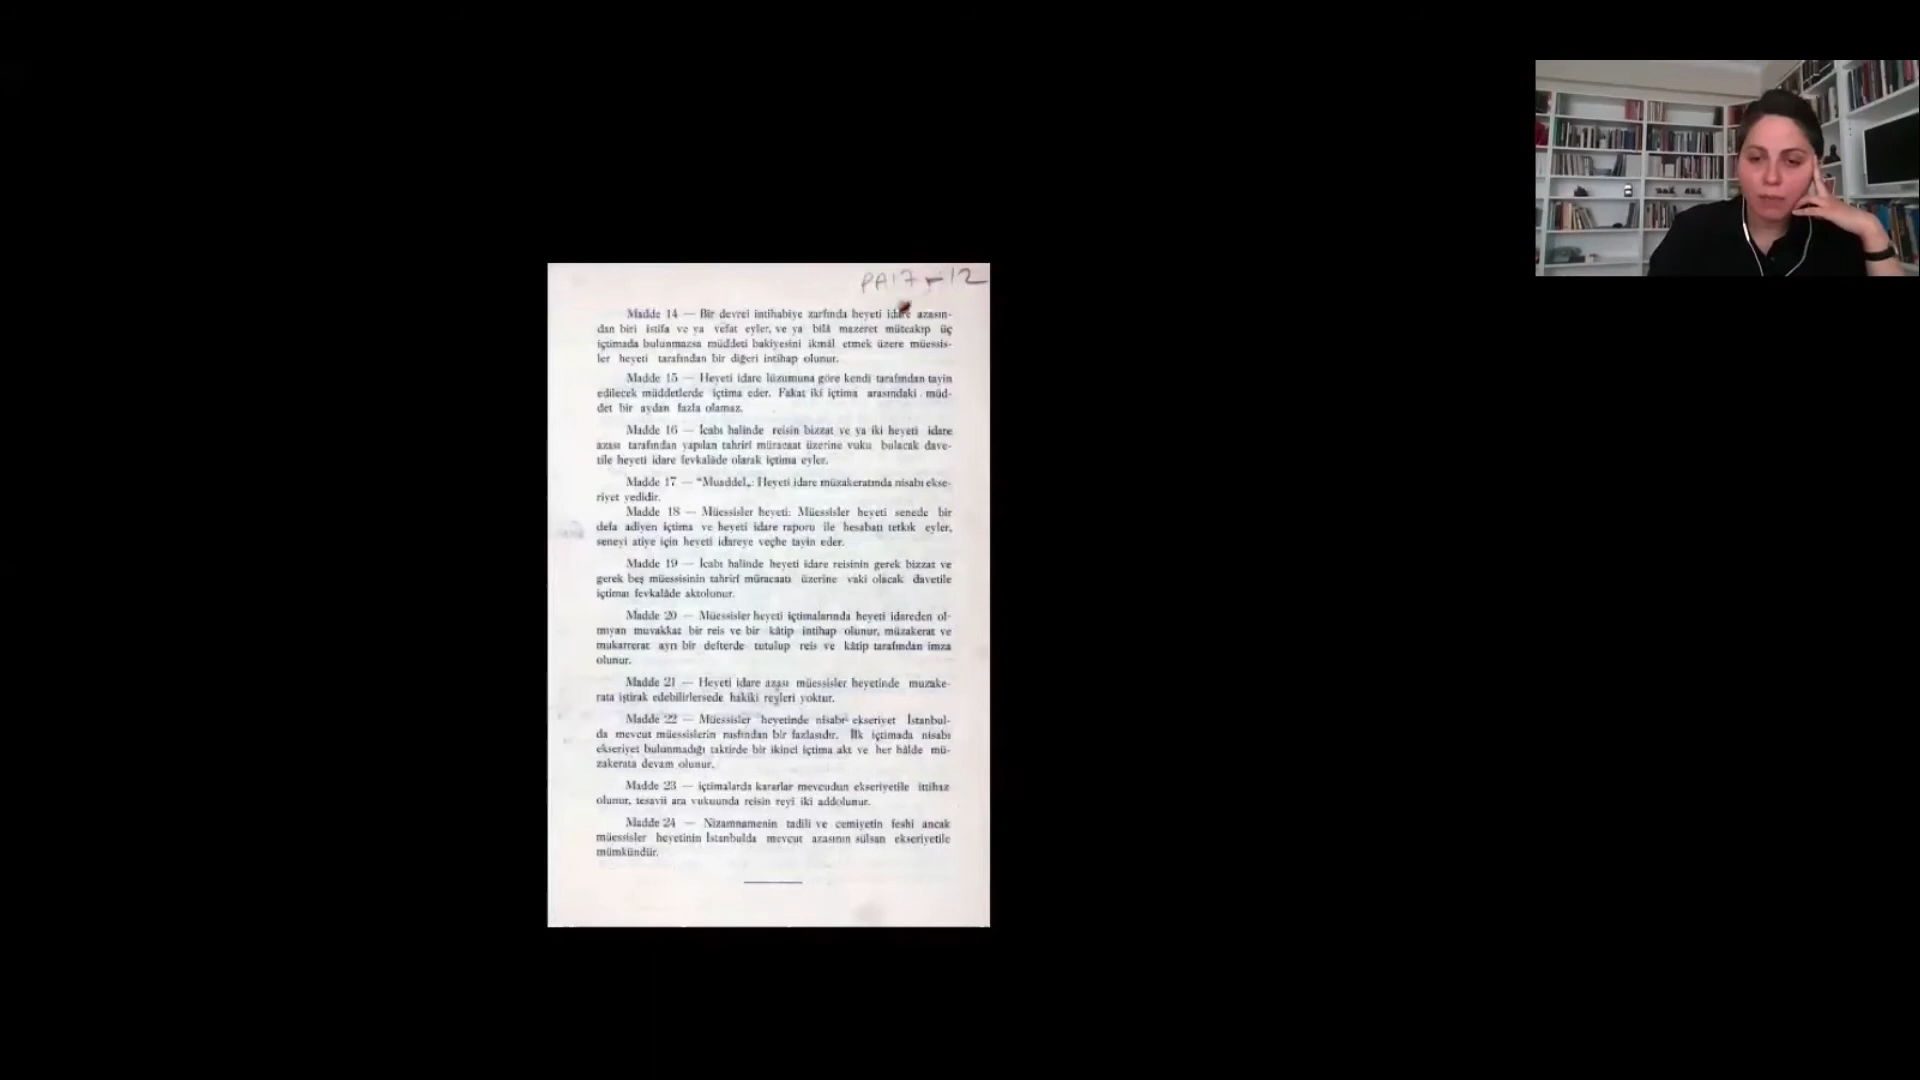 PA17-12
Madde 14 — Bir devrei intihabiye zarfında heyeti idare azasın-
dan biri istifa ve ya vefat eyler, ve ya bilâ mazeret müteakıp üç
içtimada bulunmazsa müddeti bakiyesini ikmâl etmek üzere müessis-
ler heyeti tarafından bir diğeri intihap olunur.
Madde 15 — Heyeti idare lüzumuna göre kendi tarafından tayin
edilecek müddetlerde içtima eder. Fakat iki içtima arasındaki müd-
det bir aydan fazla olamaz.
Madde 16 — İcabı halinde reisin bizzat ve ya iki heyeti idare
azası tarafından yapılan tahrirî müracaat üzerine vuku bulacak dave-
tile heyeti idare fevkalâde olarak içtima eyler.
Madde 17 — “Muaddel„: Heyeti idare müzakeratında nisabı ekse-
riyet yedidir.
Madde 18 — Müessisler heyeti: Müessisler heyeti senede bir
defa adiyen içtima ve heyeti idare raporu ile hesabatı tetkik eyler,
seneyi atiye için heyeti idareye veçhe tayin eder.
Madde 19 — İcabı halinde heyeti idare reisinin gerek bizzat ve
gerek beş müessisinin tahrirî müracaatı üzerine vaki olacak davetile
içtimaı fevkalâde aktolunur.
Madde 20 — Müessisler heyeti içtimalarında heyeti idareden ol-
mıyan muvakkat bir reis ve bir kâtip intihap olunur, müzakerat ve
mukarrerat ayrı bir defterde tutulup reis ve kâtip tarafından imza
olunur.
Madde 21 — Heyeti idare azası müessisler heyetinde muzake-
rata iştirak edebilirlersede hakiki reyleri yoktur.
Madde 22 — Müessisler heyetinde nisabı ekseriyet İstanbul-
da mevcut müessislerin nısfından bir fazlasıdır. İlk içtimada nisabı
ekseriyet bulunmadığı taktirde bir ikinci içtima akt ve her hâlde mü-
zakerata devam olunur.
Madde 23 — içtimalarda kararlar mevcudun ekseriyetile ittihaz
olunur, tesavii ara vukuunda reisin reyi iki addolunur.
Madde 24 — Nizamnamenin tadili ve cemiyetin feshi ancak
müessisler heyetinin İstanbulda mevcut azasının sülsan ekseriyetile
mümkündür.